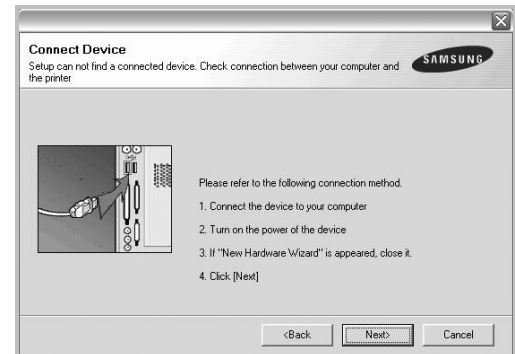 Connect Device
Setup can not find a connected device. Check connection between your computer and
the printer
SAMSUNG
Please refer to the following connection method.
1. Connect the device to your computer
2. Turn on the power of the device
3. If "New Hardware Wizard" is appeared, close it.
4. Click [Next]
<Back
Next>
Cancel